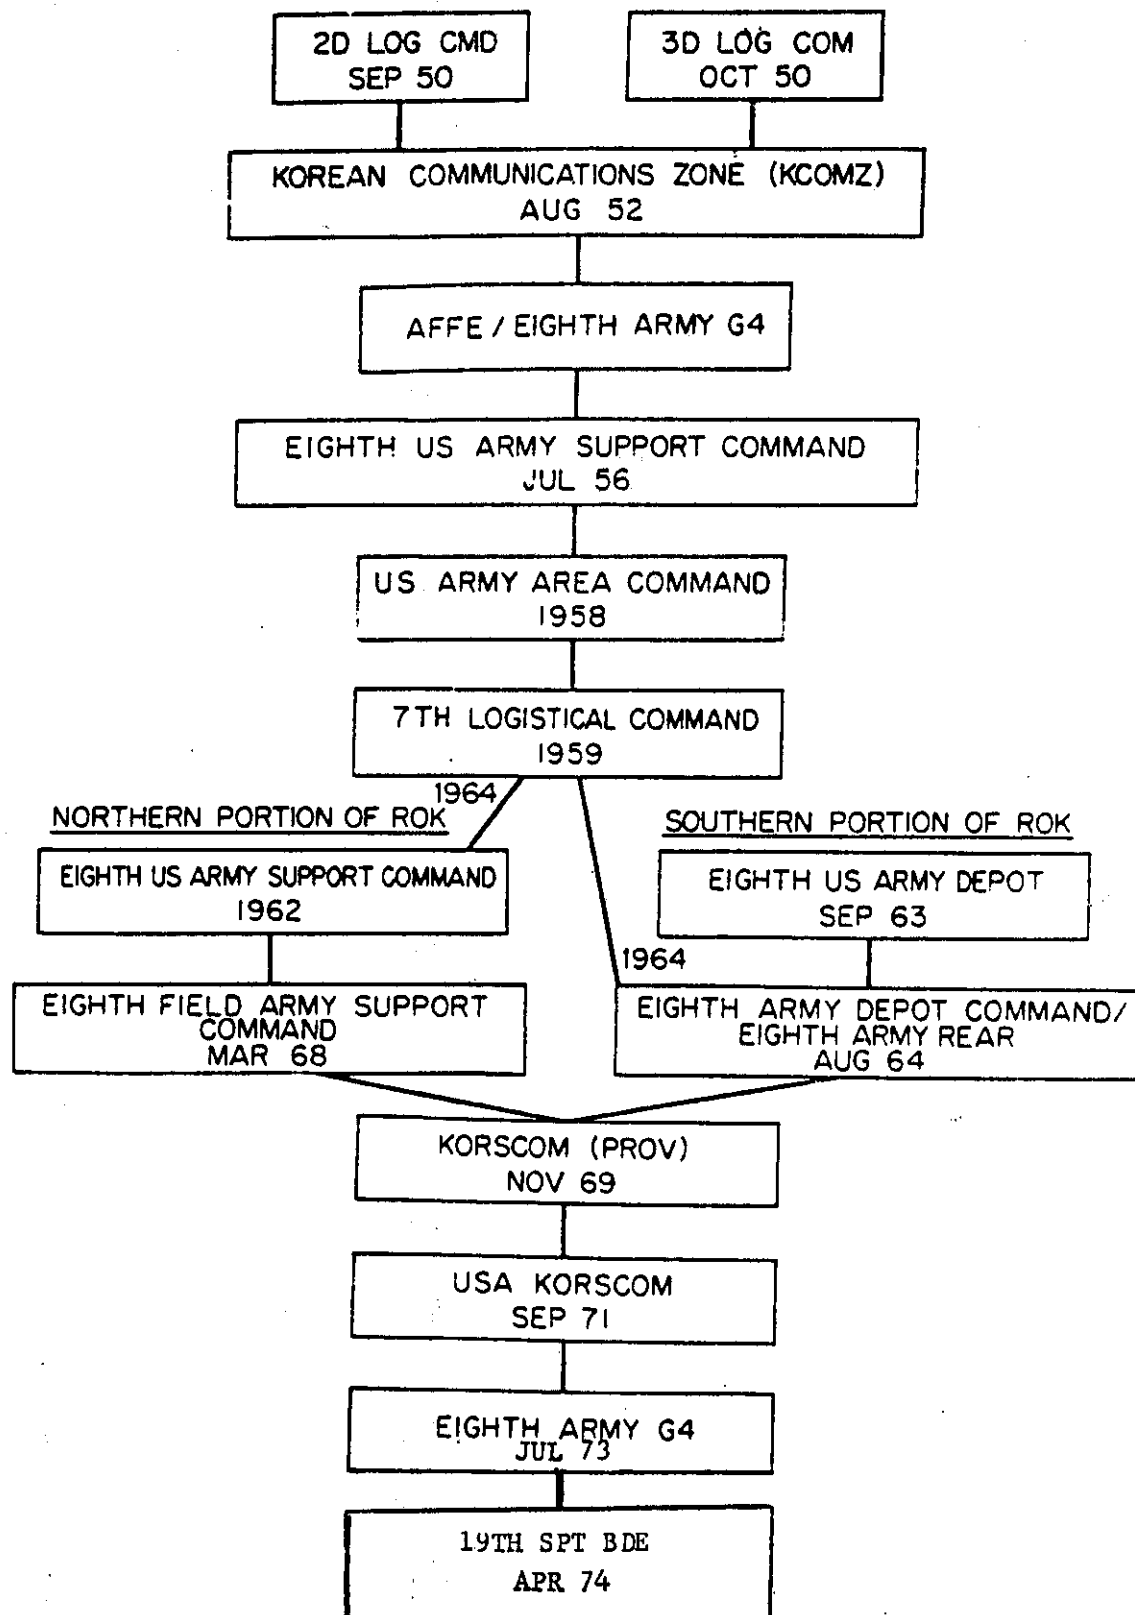 2D LOG CMD
SEP 50
3D LOG COM
OCT 50
KOREAN COMMUNICATIONS ZONE (KCOMZ)
AUG 52
AFFE / EIGHTH ARMY G4
EIGHTH US ARMY SUPPORT COMMAND
JUL 56
US ARMY AREA COMMAND
1958
7TH LOGISTICAL COMMAND
1959
1964
NORTHERN PORTION OF ROK
SOUTHERN PORTION OF ROK
EIGHTH US ARMY SUPPORT COMMAND
1962
EIGHTH US ARMY DEPOT
SEP 63
1964
EIGHTH FIELD ARMY SUPPORT
COMMAND
MAR 68
EIGHTH ARMY DEPOT COMMAND/
EIGHTH ARMY REAR
AUG 64
KORSCOM (PROV)
NOV 69
USA KORSCOM
SEP 71
EIGHTH ARMY G4
JUL 73
19TH SPT BDE
APR 74